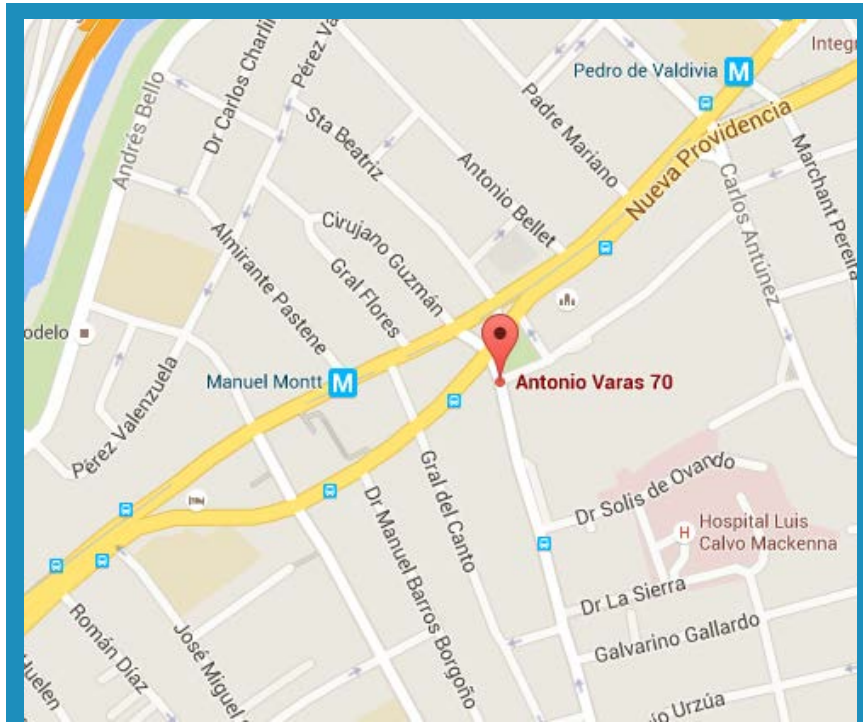 Integr
Pedro de Valdivia
M
Andrés Bello
Dr Carlos Charlin
Pérez Val
Sta Beatriz
Padre Mariano
Nueva Providencia
Antonio Bellet
Carlos Antúnez
Marchant Pereira
Cirujano Guzmán
Gral Flores
Almirante Pastene
odelo
Manuel Montt
M
Antonio Varas 70
Pérez Valenzuela
Gral del Canto
Dr Manuel Barros Borgoño
Dr Solis de Ovando
H
Hospital Luis
Calvo Mackenna
Dr La Sierra
Galvarino Gallardo
Román Díaz
José Miguel
Huelen
io Urzúa